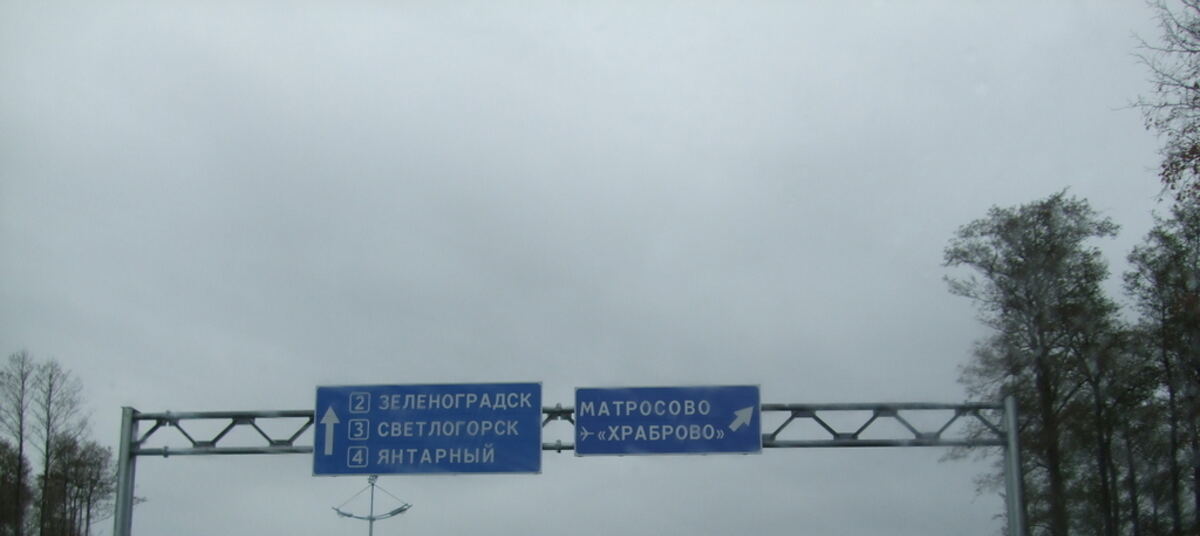 2 ЗЕЛЕНОГРАДСК
3 СВЕТЛОГОРСК
4 ЯНТАРНЫЙ
МАТРОСОВО
«ХРАБРОВО»